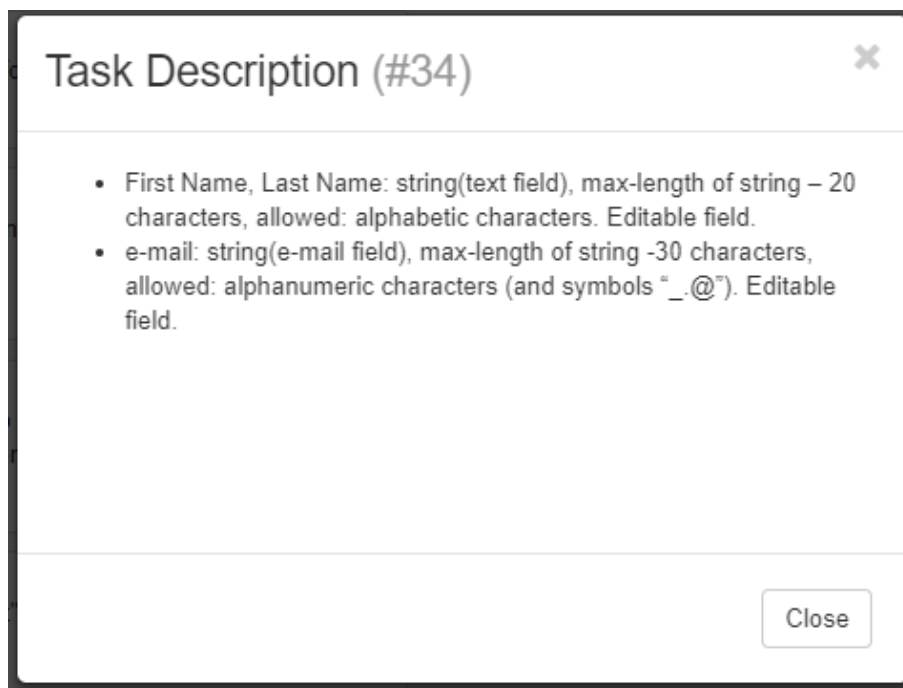 Task Description (#34)
×
• First Name, Last Name: string(text field), max-length of string – 20
characters, allowed: alphabetic characters. Editable field.
• e-mail: string(e-mail field), max-length of string -30 characters,
allowed: alphanumeric characters (and symbols “_.@”). Editable
field.
Close